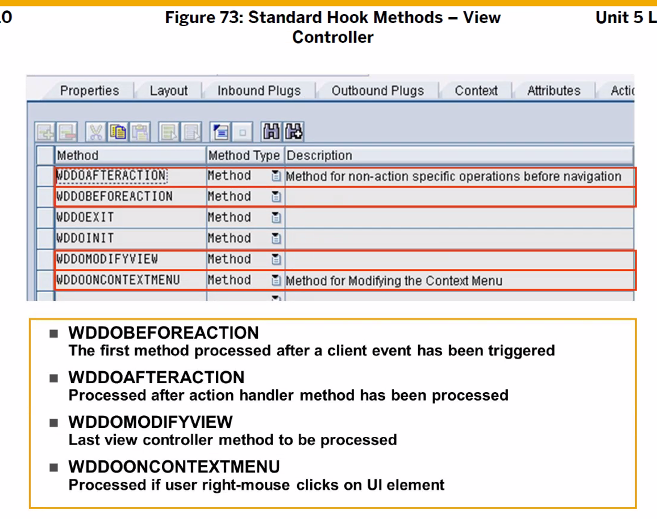 .0
Figure 73: Standard Hook Methods – View
Controller
Unit 5 L
Properties Layout Inbound Plugs Outbound Plugs Context Attributes Actic
Method Method Type Description
WDDOAFTERACTION Method Method for non-action specific operations before navigation
WDDOBEFOREACTION Method
WDDOEXIT Method
WDDOINIT Method
WDDOMODIFYVIEW Method
WDDOONCONTEXTMENU Method Method for Modifying the Context Menu
WDDOBEFOREACTION
The first method processed after a client event has been triggered
WDDOAFTERACTION
Processed after action handler method has been processed
WDDOMODIFYVIEW
Last view controller method to be processed
WDDOONCONTEXTMENU
Processed if user right-mouse clicks on UI element